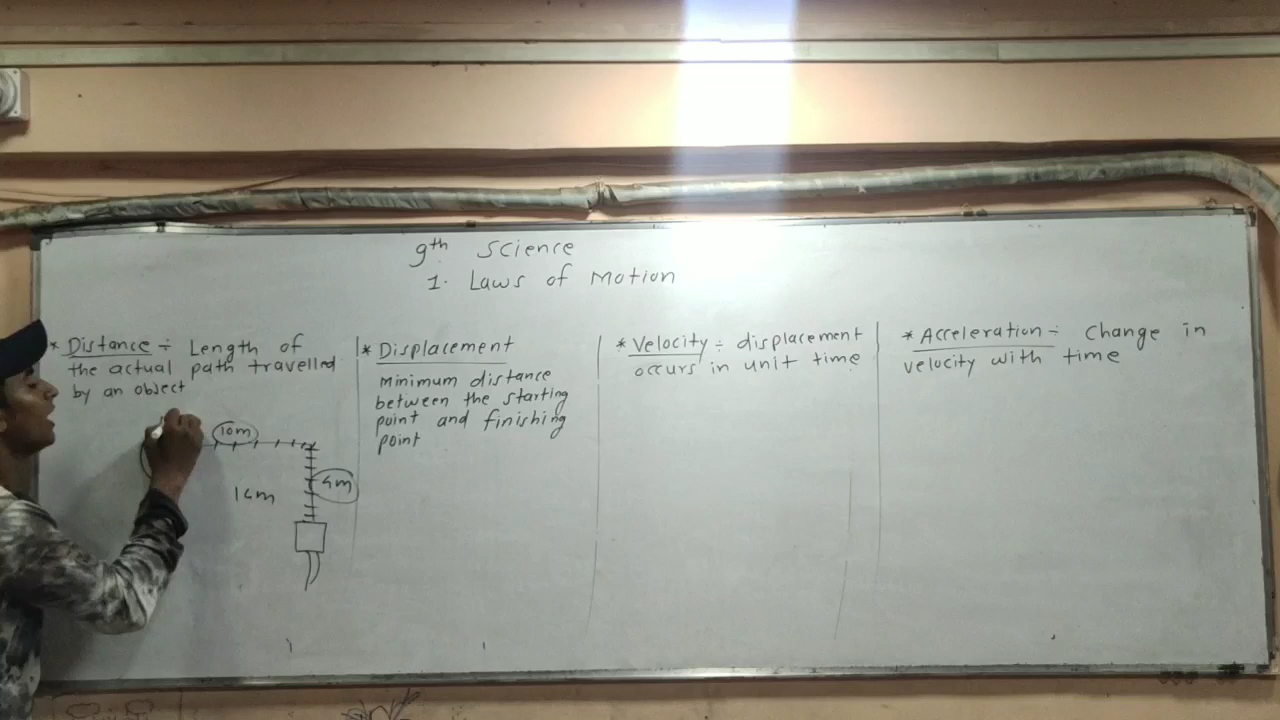 9th Science
1. Laws of Motion
* Distance ÷ Length of
the actual path travelled
by an object
10m
4m
14m
* Displacement
Minimum distance
between the starting
point and finishing
point
* Velocity ÷ displacement
occurs in unit time
* Acceleration ÷ Change in
velocity with time